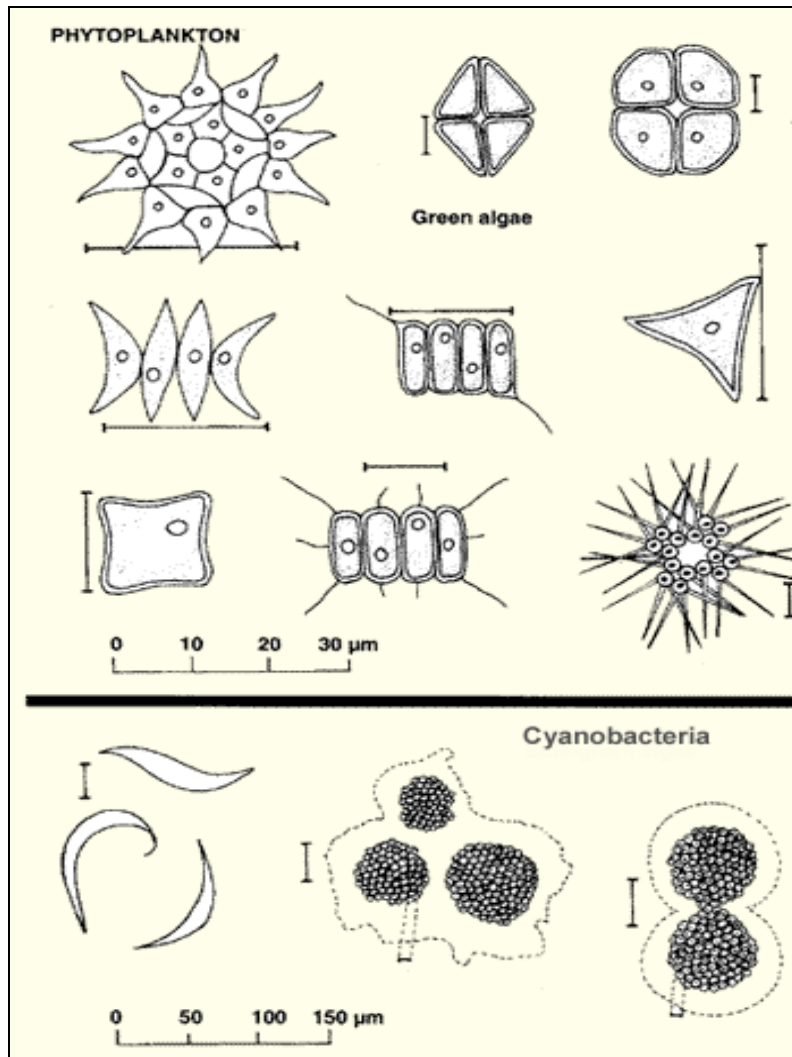 PHYTOPLANKTON
Green algae
0 10 20 30 µm
Cyanobacteria
0 50 100 150 µm